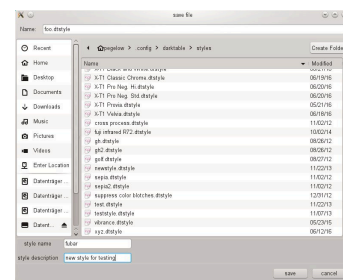 save file
Name: foo.dtstyle
Recent
Home
Desktop
Documents
Downloads
Music
Pictures
Videos
Enter Location
Datenträger ...
Datenträger ...
Datenträger ...
Datent...
pegelow .config darktable styles
Create Folde
Name Modified
X-T1 Classic Chrome.dtstyle 06/19/16
X-T1 Pro Neg. Hi.dtstyle 06/20/16
X-T1 Pro Neg. Std.dtstyle 06/20/16
X-T1 Provia.dtstyle 05/21/16
X-T1 Velvia.dtstyle 06/18/16
cross process.dtstyle 11/02/12
fuji infrared R72.dtstyle 10/02/14
gh.dtstyle 08/26/12
gh2.dtstyle 08/26/12
golf.dtstyle 08/27/12
newstyle.dtstyle 11/22/13
sepia.dtstyle 11/02/12
sepia2.dtstyle 11/02/12
suppress color blotches.dtstyle 12/31/12
test.dtstyle 11/22/13
teststyle.dtstyle 11/07/13
vibrance.dtstyle 05/23/16
xyz.dtstyle 06/12/16
style name fubar
style description new style for testing
save cancel